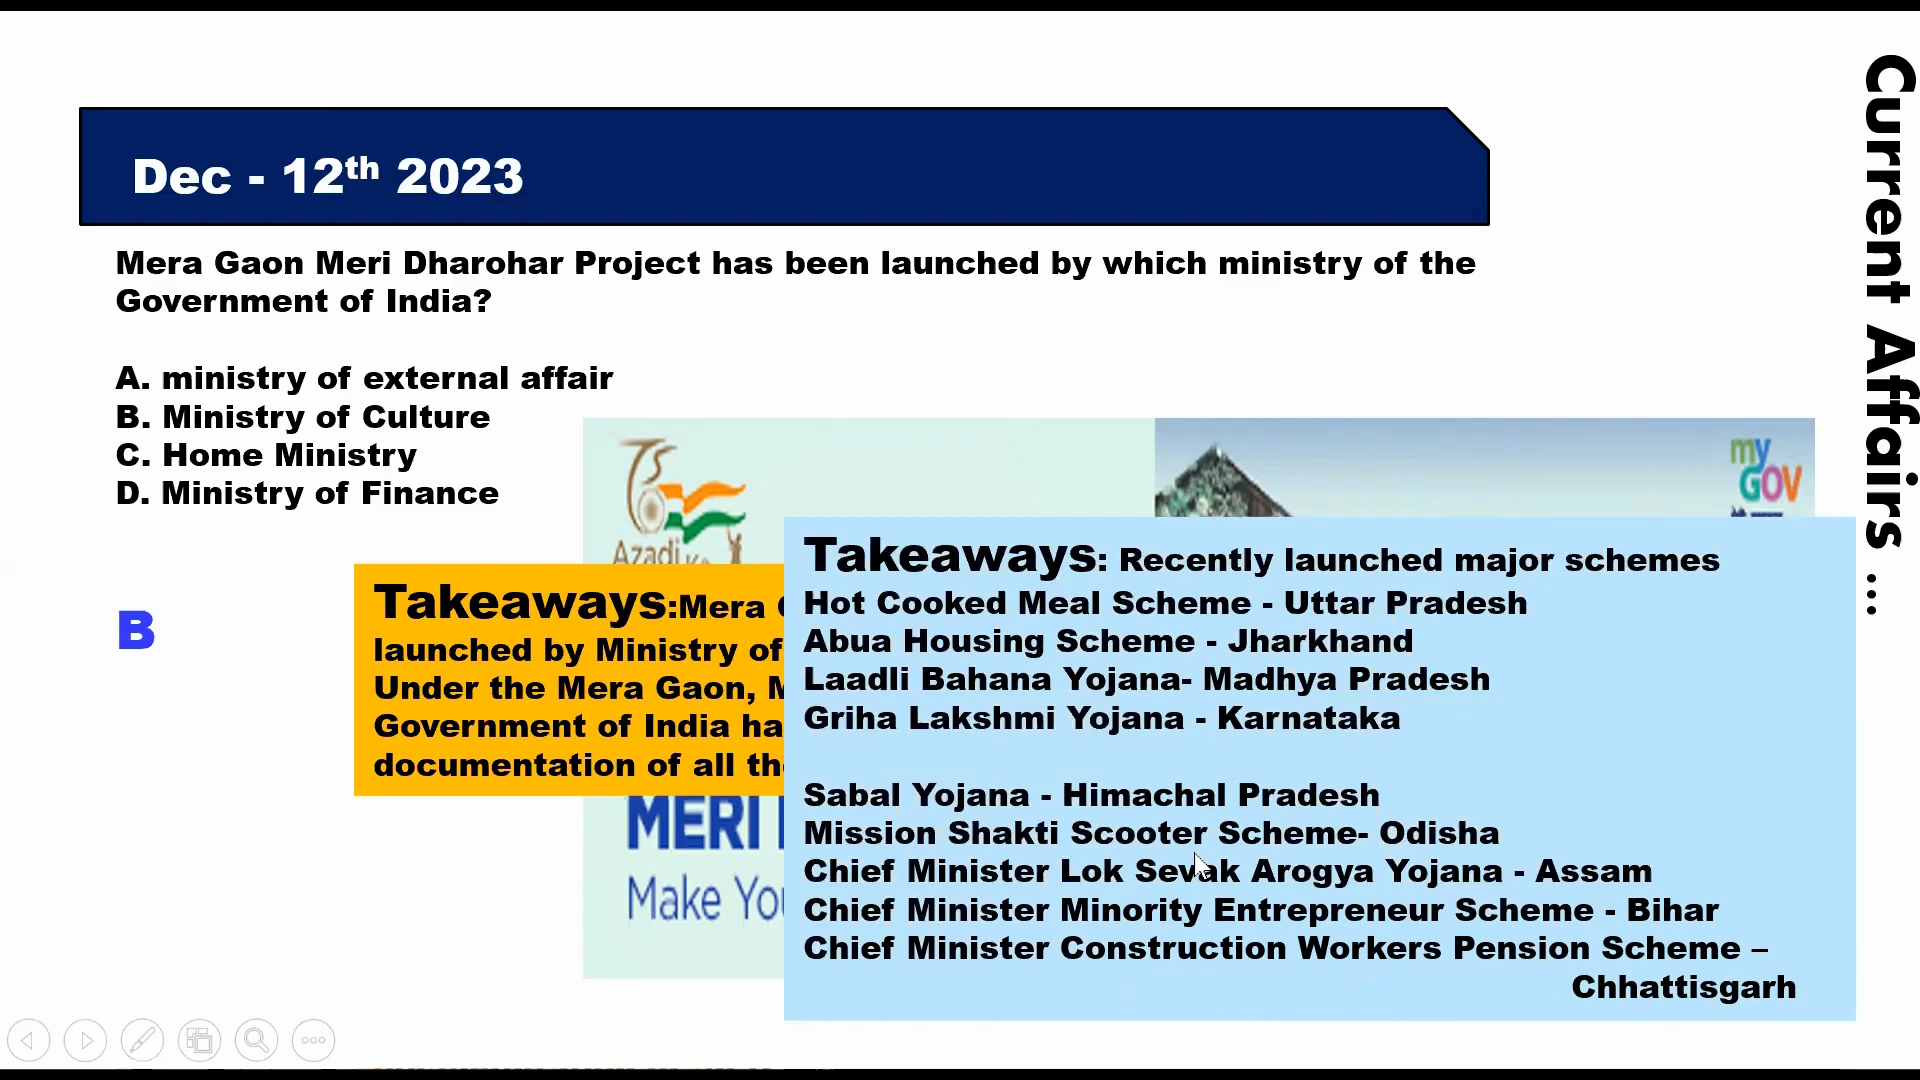 Dec - 12th 2023
Mera Gaon Meri Dharohar Project has been launched by which ministry of the
Government of India?
A. ministry of external affair
B. Ministry of Culture
C. Home Ministry
D. Ministry of Finance
B
Azadi Ka
my
GOV
Takeaways:Mera
launched by Ministry of
Under the Mera Gaon,
Government of India ha
documentation of all th
MERI
Make You
Takeaways: Recently launched major schemes
Hot Cooked Meal Scheme - Uttar Pradesh
Abua Housing Scheme - Jharkhand
Laadli Bahana Yojana- Madhya Pradesh
Griha Lakshmi Yojana - Karnataka
Sabal Yojana - Himachal Pradesh
Mission Shakti Scooter Scheme- Odisha
Chief Minister Lok Sevak Arogya Yojana - Assam
Chief Minister Minority Entrepreneur Scheme - Bihar
Chief Minister Construction Workers Pension Scheme –
Chhattisgarh
Current Affairs ...